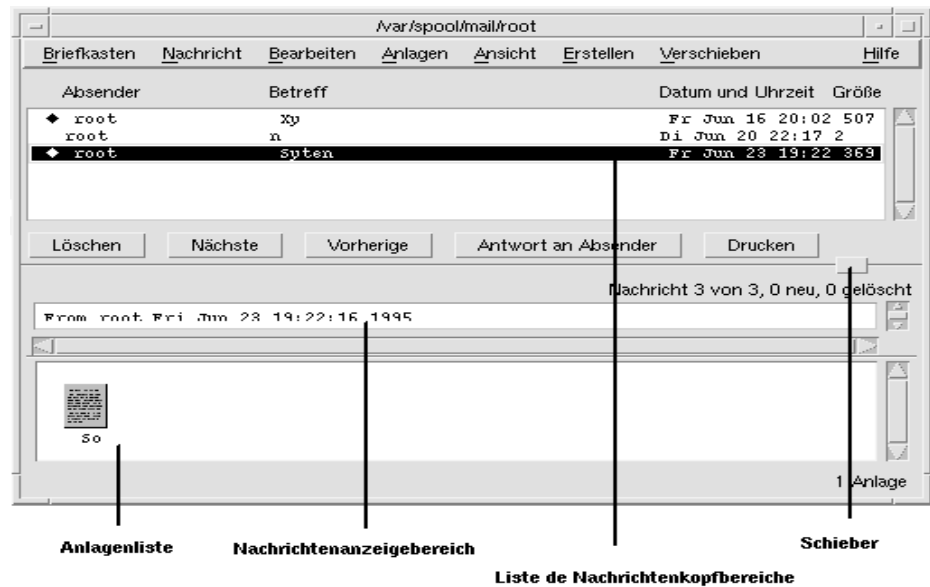 /var/spool/mail/root
Briefkasten Nachricht Bearbeiten Anlagen Ansicht Erstellen Verschieben Hilfe
Absender Betreff Datum und Uhrzeit Größe
root Xy Fr Jun 16 20:02 507
root n Di Jun 20 22:17 2
root Syten Fr Jun 23 19:22 369
Löschen Nächste Vorherige Antwort an Absender Drucken
Nachricht 3 von 3, 0 neu, 0 gelöscht
From root Fri Jun 23 19:22:16 1995
So
1 Anlage
Anlagenliste Nachrichtenanzeigebereich Schieber
Liste de Nachrichtenkopfbereiche